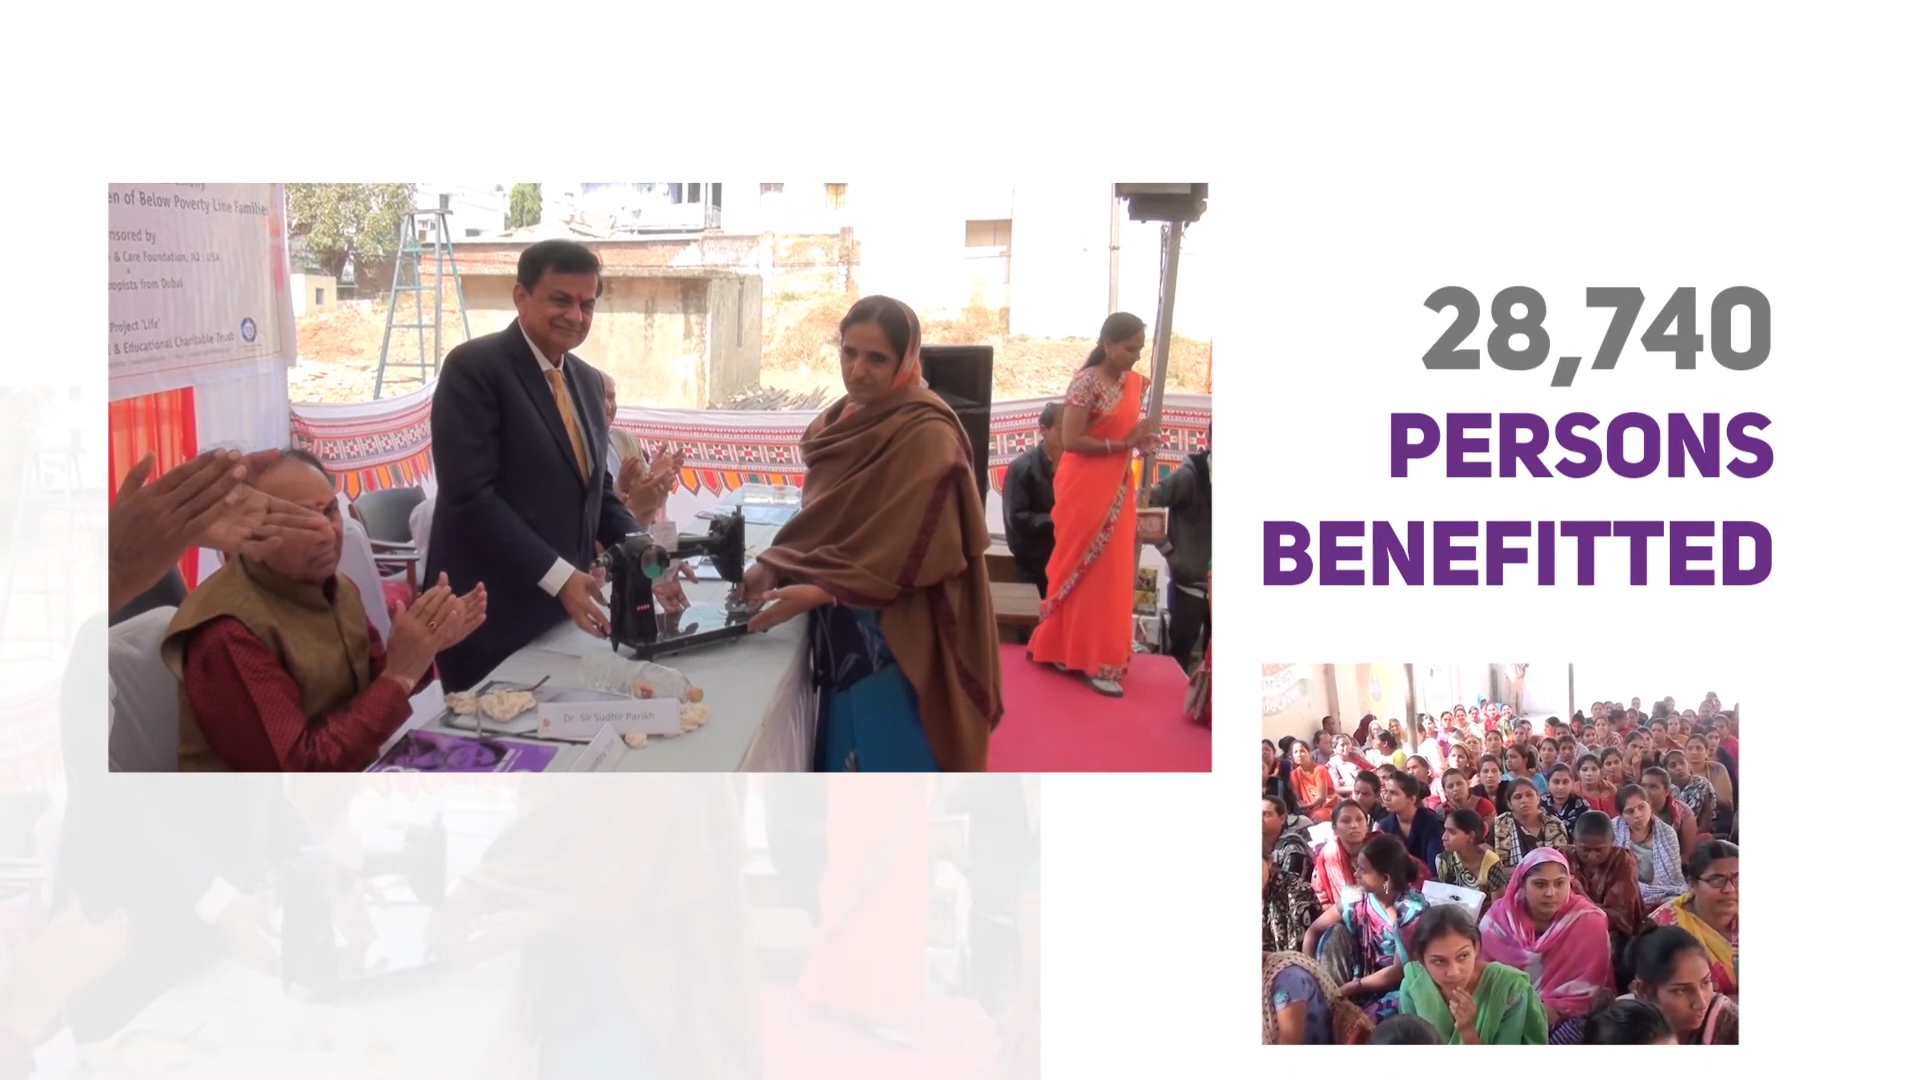 en of Below Poverty Line Families
nsored by
& Care Foundation, NJ : USA
opists from Dubai
Project 'Life'
& Educational Charitable Trust
Dr. Sir Sudhir Parikh
28,740
PERSONS
BENEFITTED